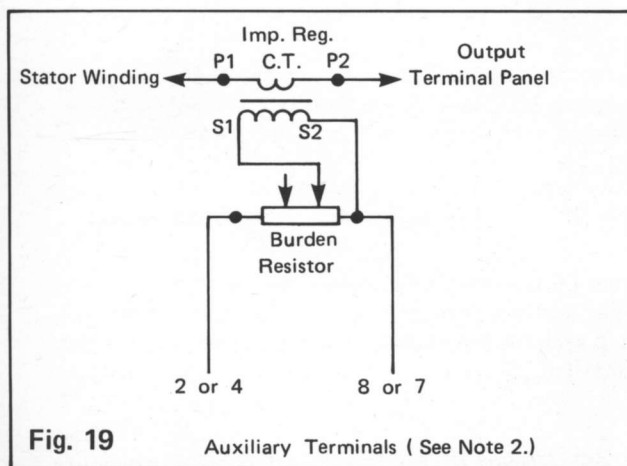 Imp. Reg.
P1 C.T. P2
Output
Stator Winding
Terminal Panel
S1 S2
Burden
Resistor
2 or 4
8 or 7
Fig. 19
Auxiliary Terminals ( See Note 2.)